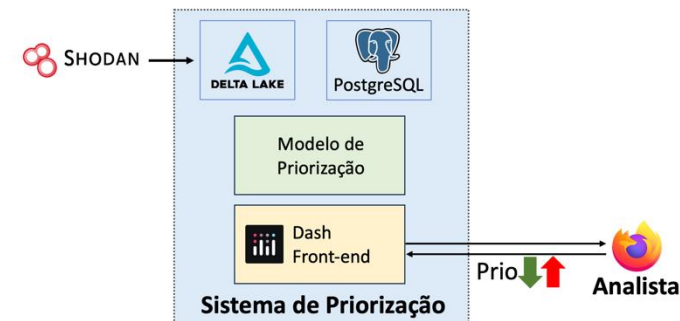 SHODAN
DELTA LAKE
PostgreSQL
Modelo de
Priorização
Dash
Front-end
Prio
Analista
Sistema de Priorização